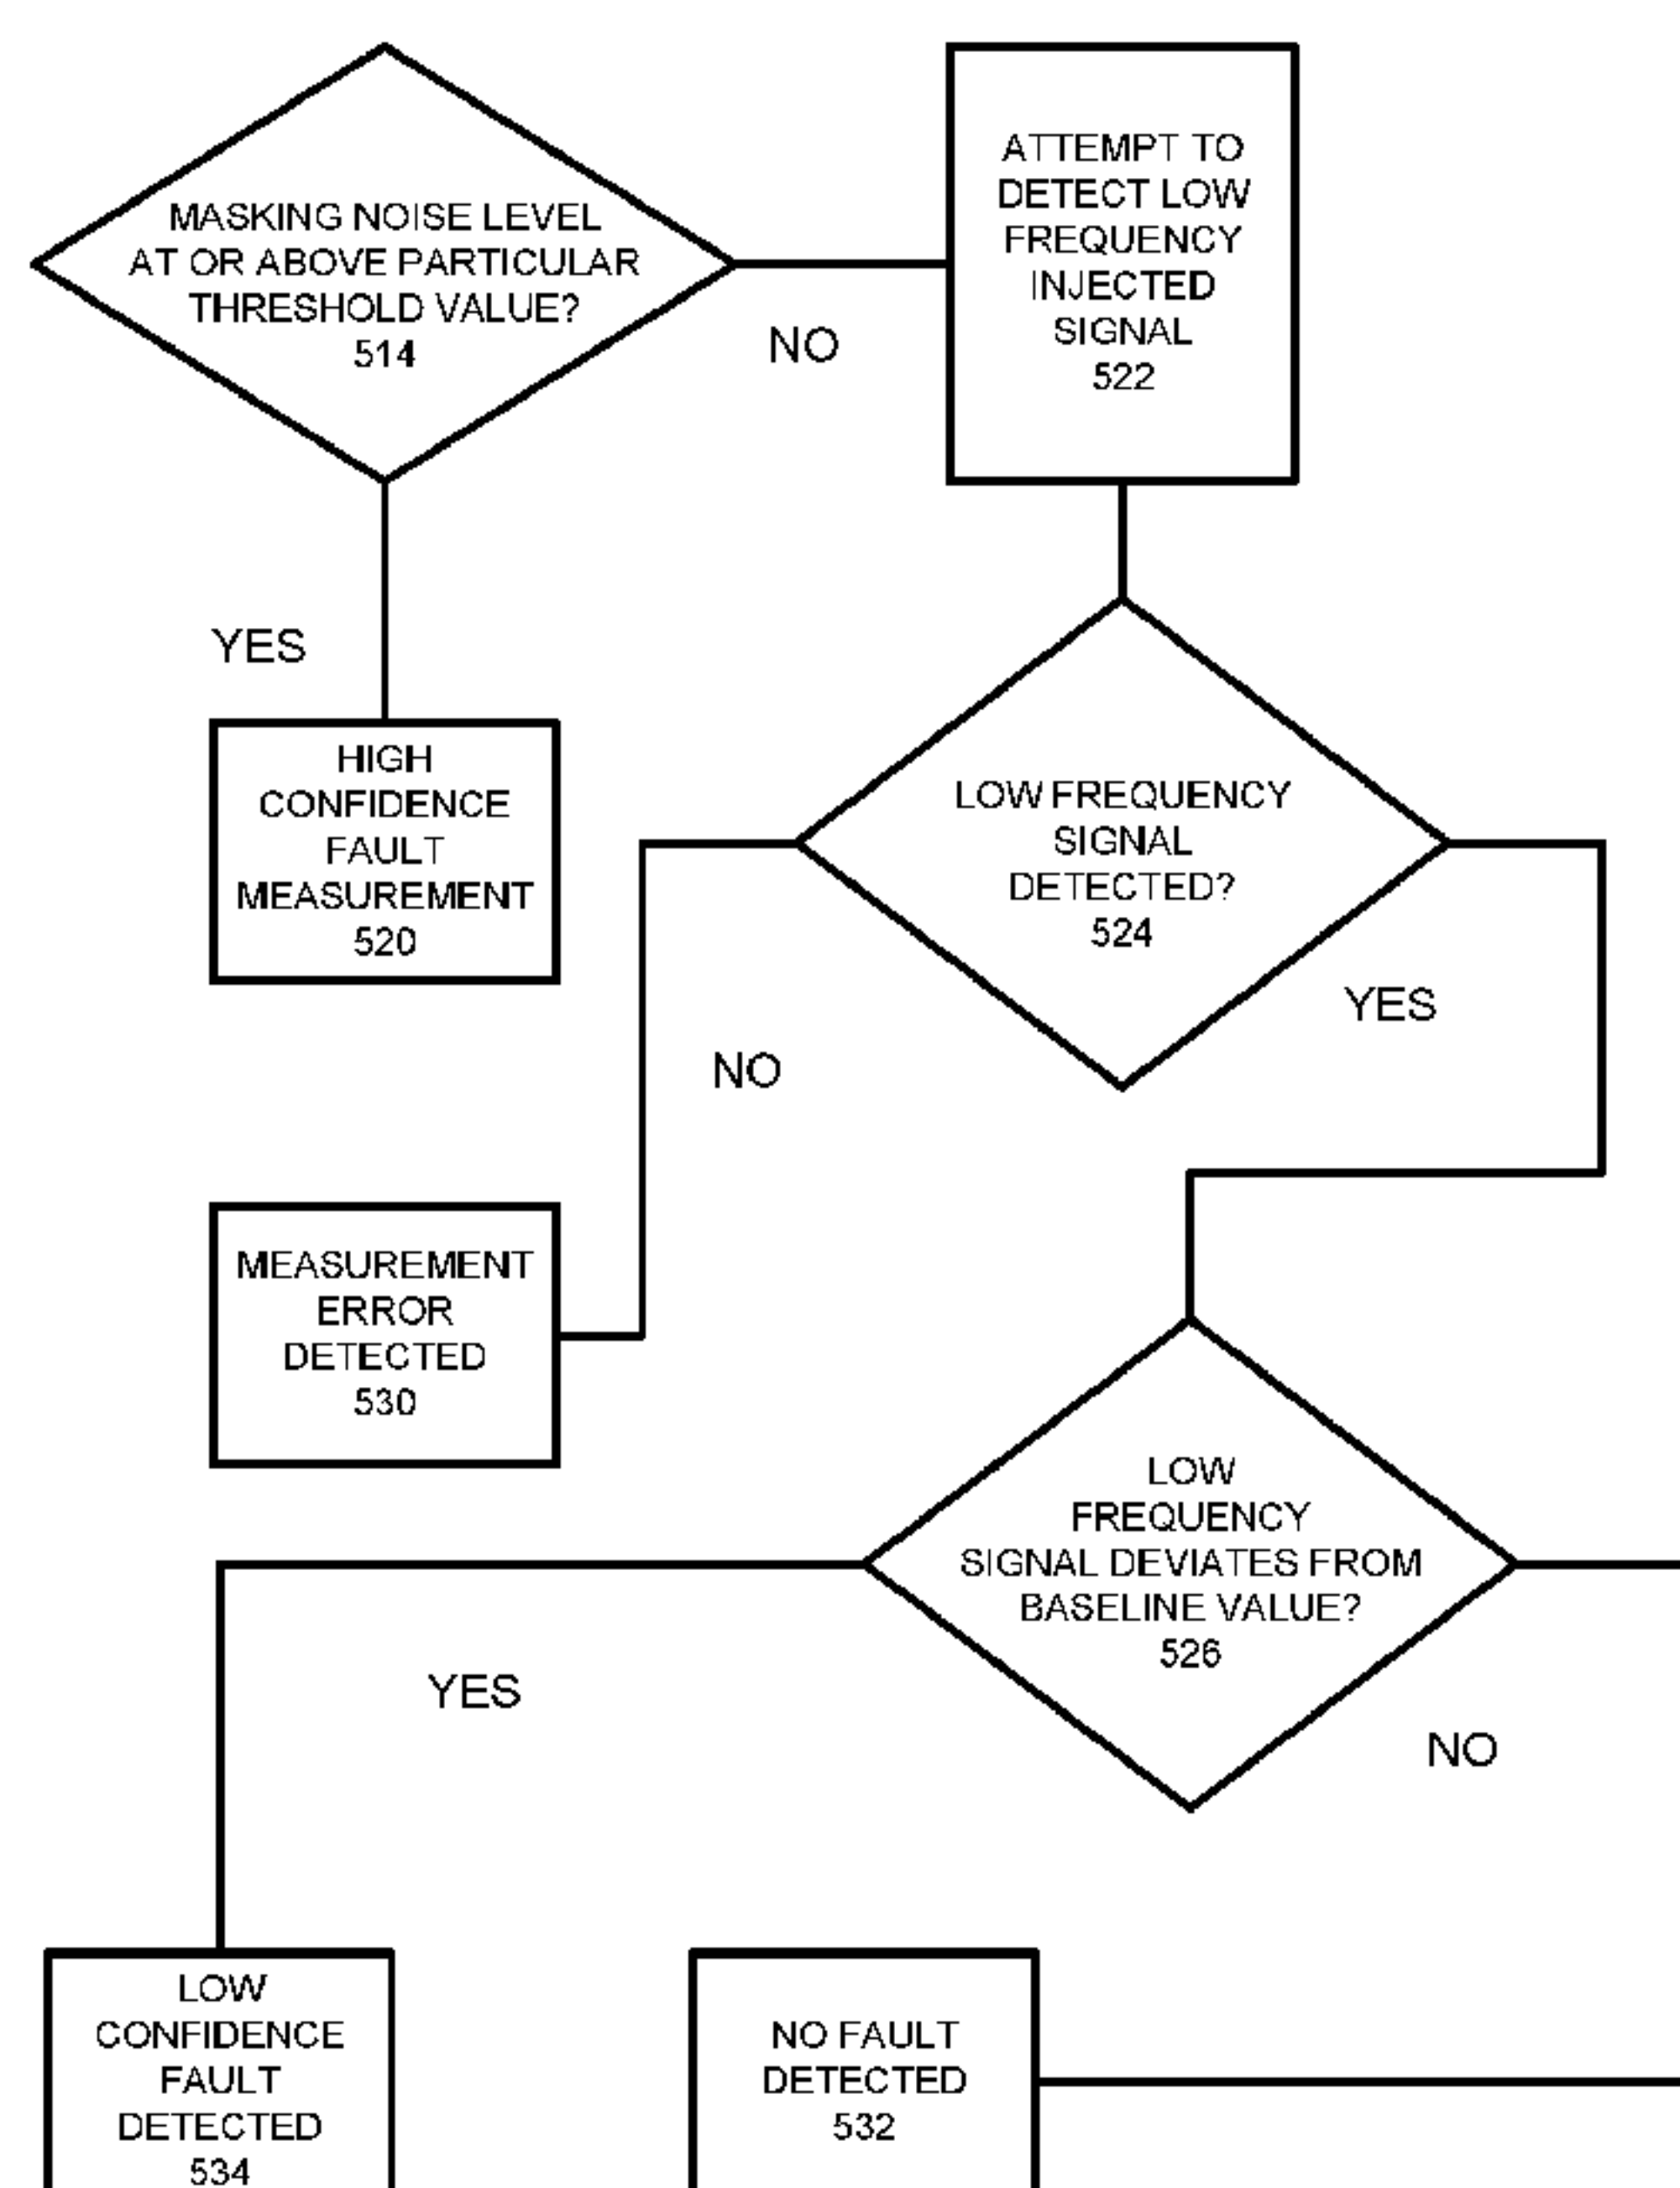 MASKING NOISE LEVEL
AT OR ABOVE PARTICULAR
THRESHOLD VALUE?
514
NO
ATTEMPT TO
DETECT LOW
FREQUENCY
INJECTED
SIGNAL
522
YES
HIGH
CONFIDENCE
FAULT
MEASUREMENT
520
LOW FREQUENCY
SIGNAL
DETECTED?
524
YES
NO
MEASUREMENT
ERROR
DETECTED
530
LOW
FREQUENCY
SIGNAL DEVIATES FROM
BASELINE VALUE?
526
YES
NO
LOW
CONFIDENCE
FAULT
DETECTED
534
NO FAULT
DETECTED
532